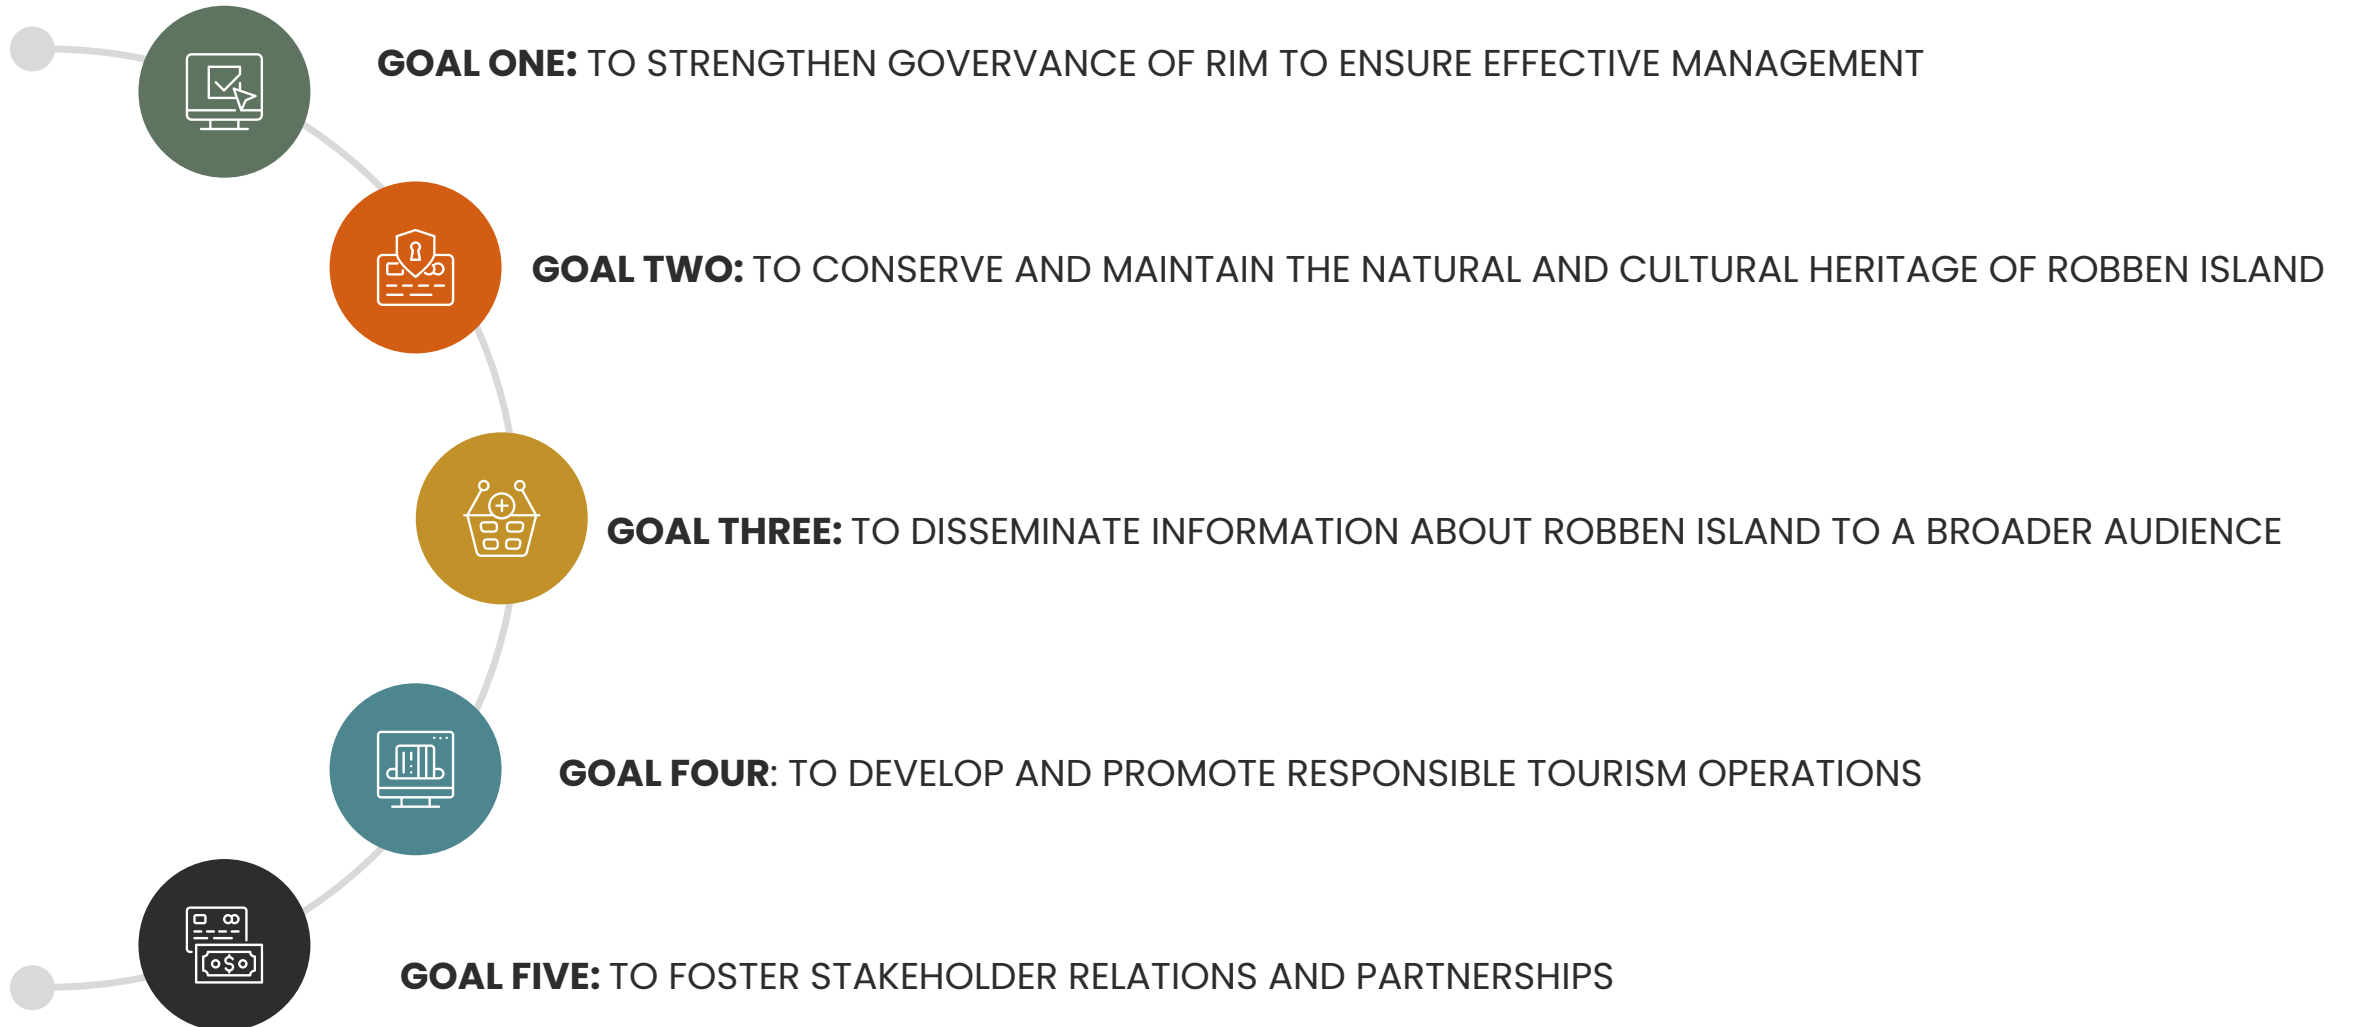 GOAL ONE: TO STRENGTHEN GOVERVANCE OF RIM TO ENSURE EFFECTIVE MANAGEMENT
GOAL TWO: TO CONSERVE AND MAINTAIN THE NATURAL AND CULTURAL HERITAGE OF ROBBEN ISLAND
GOAL THREE: TO DISSEMINATE INFORMATION ABOUT ROBBEN ISLAND TO A BROADER AUDIENCE
GOAL FOUR: TO DEVELOP AND PROMOTE RESPONSIBLE TOURISM OPERATIONS
GOAL FIVE: TO FOSTER STAKEHOLDER RELATIONS AND PARTNERSHIPS